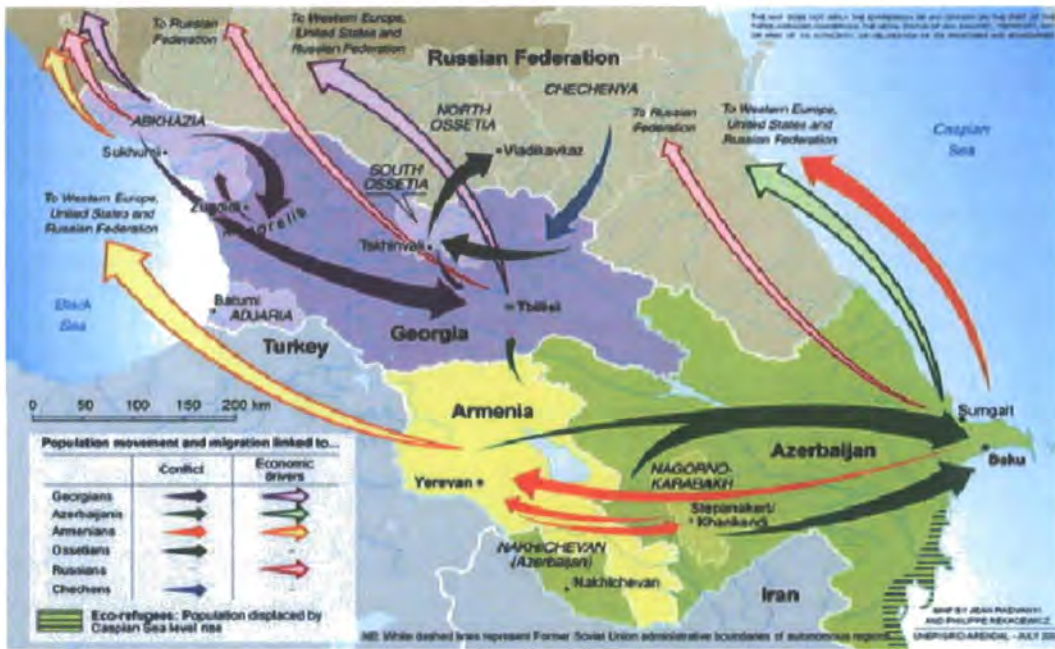 To Russian
Federation
To Western Europe,
United States and
Russian Federation
Russian Federation
CHECHENYA
NORTH
OSSETIA
To Russian
Federation
To Western Europe,
United States and
Russian Federation
Caspian
Sea
ABKHAZIA
Sukhumi
Vladikavkaz
SOUTH
OSSETIA
To Western Europe,
United States and
Russian Federation
Tskhinvali
Black
Sea
Batumi
ADJARIA
Tbilisi
Georgia
Turkey
Armenia
0 50 100 150 200 km
Sumgait
Azerbaijan
Baku
Population movement and migration linked to...
Conflict
Economic
drivers
Georgians
Azerbaijanis
Armenians
Ossetians
Russians
Chechens
Eco-refugees: Population displaced by
Caspian Sea level rise
Yerevan
NAGORNO-
KARABAKH
Stepanakert/
Khankendi
NAKHICHEVAN
(Azerbaijan)
Nakhichevan
Iran
NB: White dashed lines represent Former Soviet Union administrative boundaries of autonomous regions
MAP BY JEAN RADVANYI
AND PHILIPPE REKACEWICZ
UNEP/GRID-ARENDAL - JULY